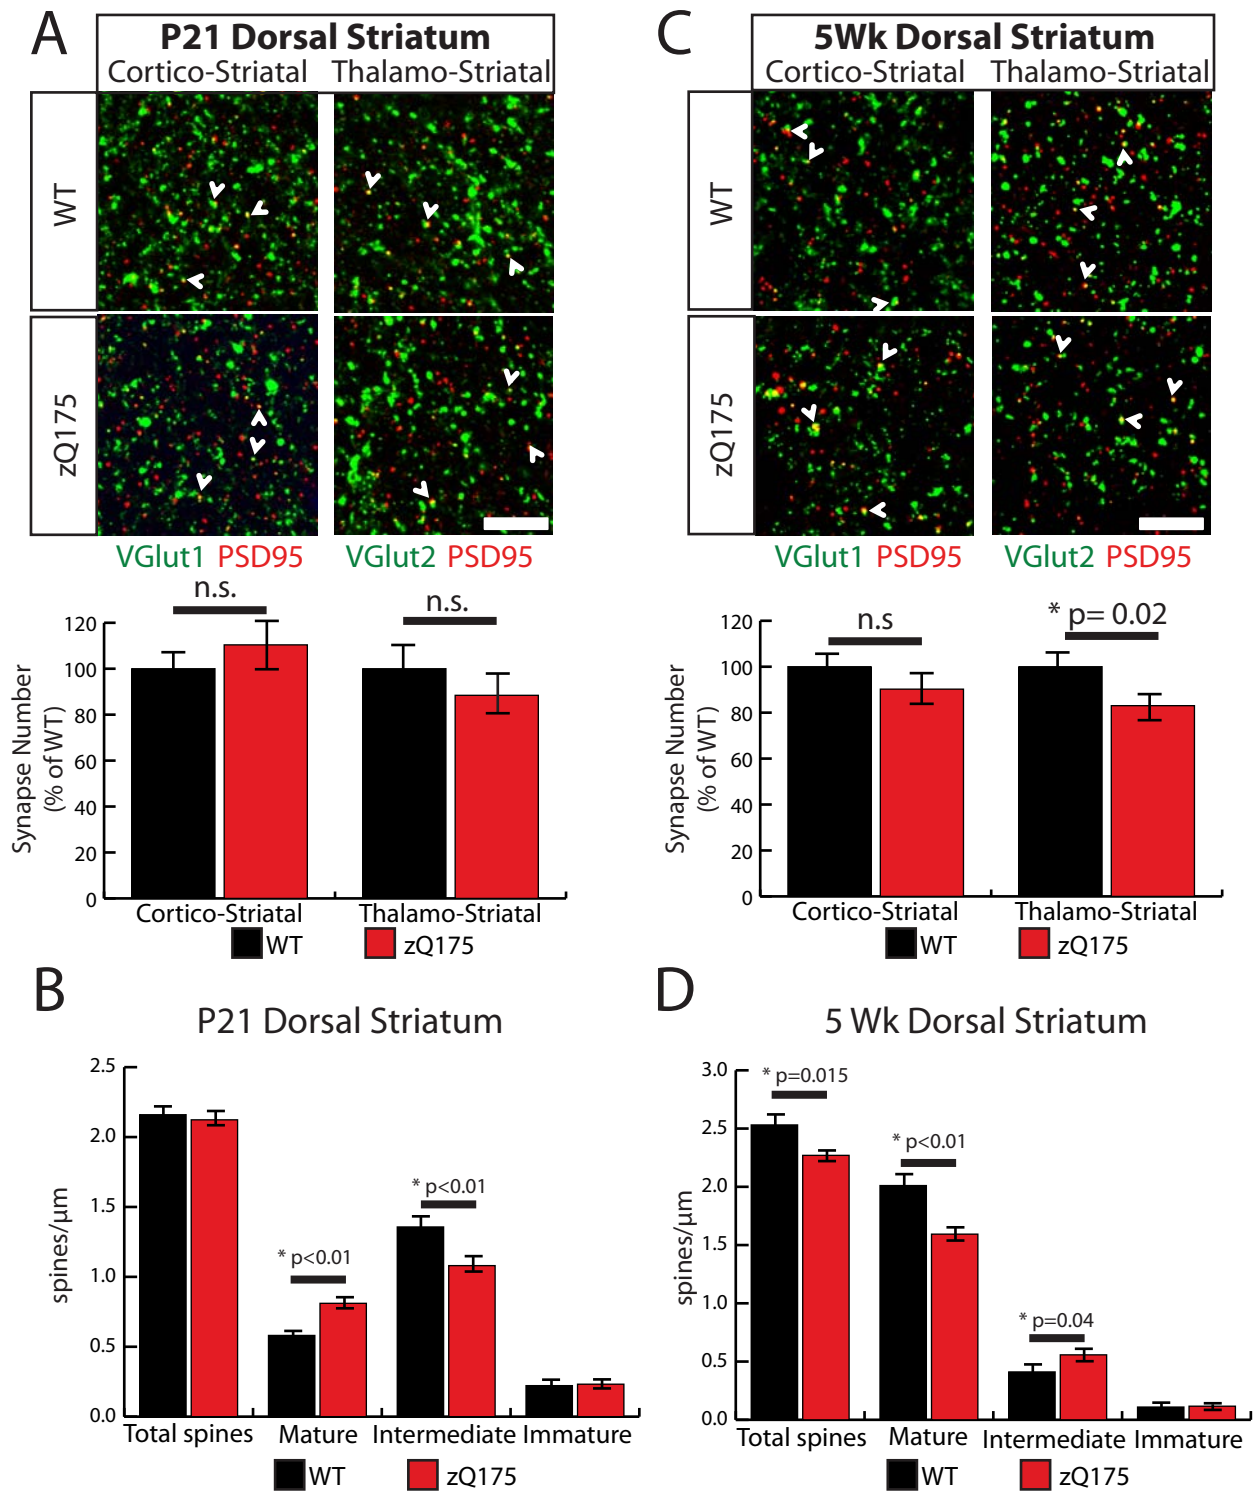 A
P21 Dorsal Striatum
Cortico-Striatal Thalamo-Striatal
WT
zQ175
VGlut1 PSD95 VGlut2 PSD95
n.s. n.s.
120
100
80
60
40
20
0
Synapse Number
(% of WT)
Cortico-Striatal Thalamo-Striatal
WT zQ175
C
5Wk Dorsal Striatum
Cortico-Striatal Thalamo-Striatal
WT
zQ175
VGlut1 PSD95 VGlut2 PSD95
n.s * p= 0.02
120
100
80
60
40
20
0
Synapse Number
(% of WT)
Cortico-Striatal Thalamo-Striatal
WT zQ175
B
P21 Dorsal Striatum
2.5
2.0
1.5
1.0
0.5
0.0
spines/µm
* p<0.01
* p<0.01
Total spines Mature Intermediate Immature
WT zQ175
D
5 Wk Dorsal Striatum
3.0
2.5
2.0
1.5
1.0
0.5
0.0
spines/µm
* p=0.015
* p<0.01
* p=0.04
Total spines Mature Intermediate Immature
WT zQ175